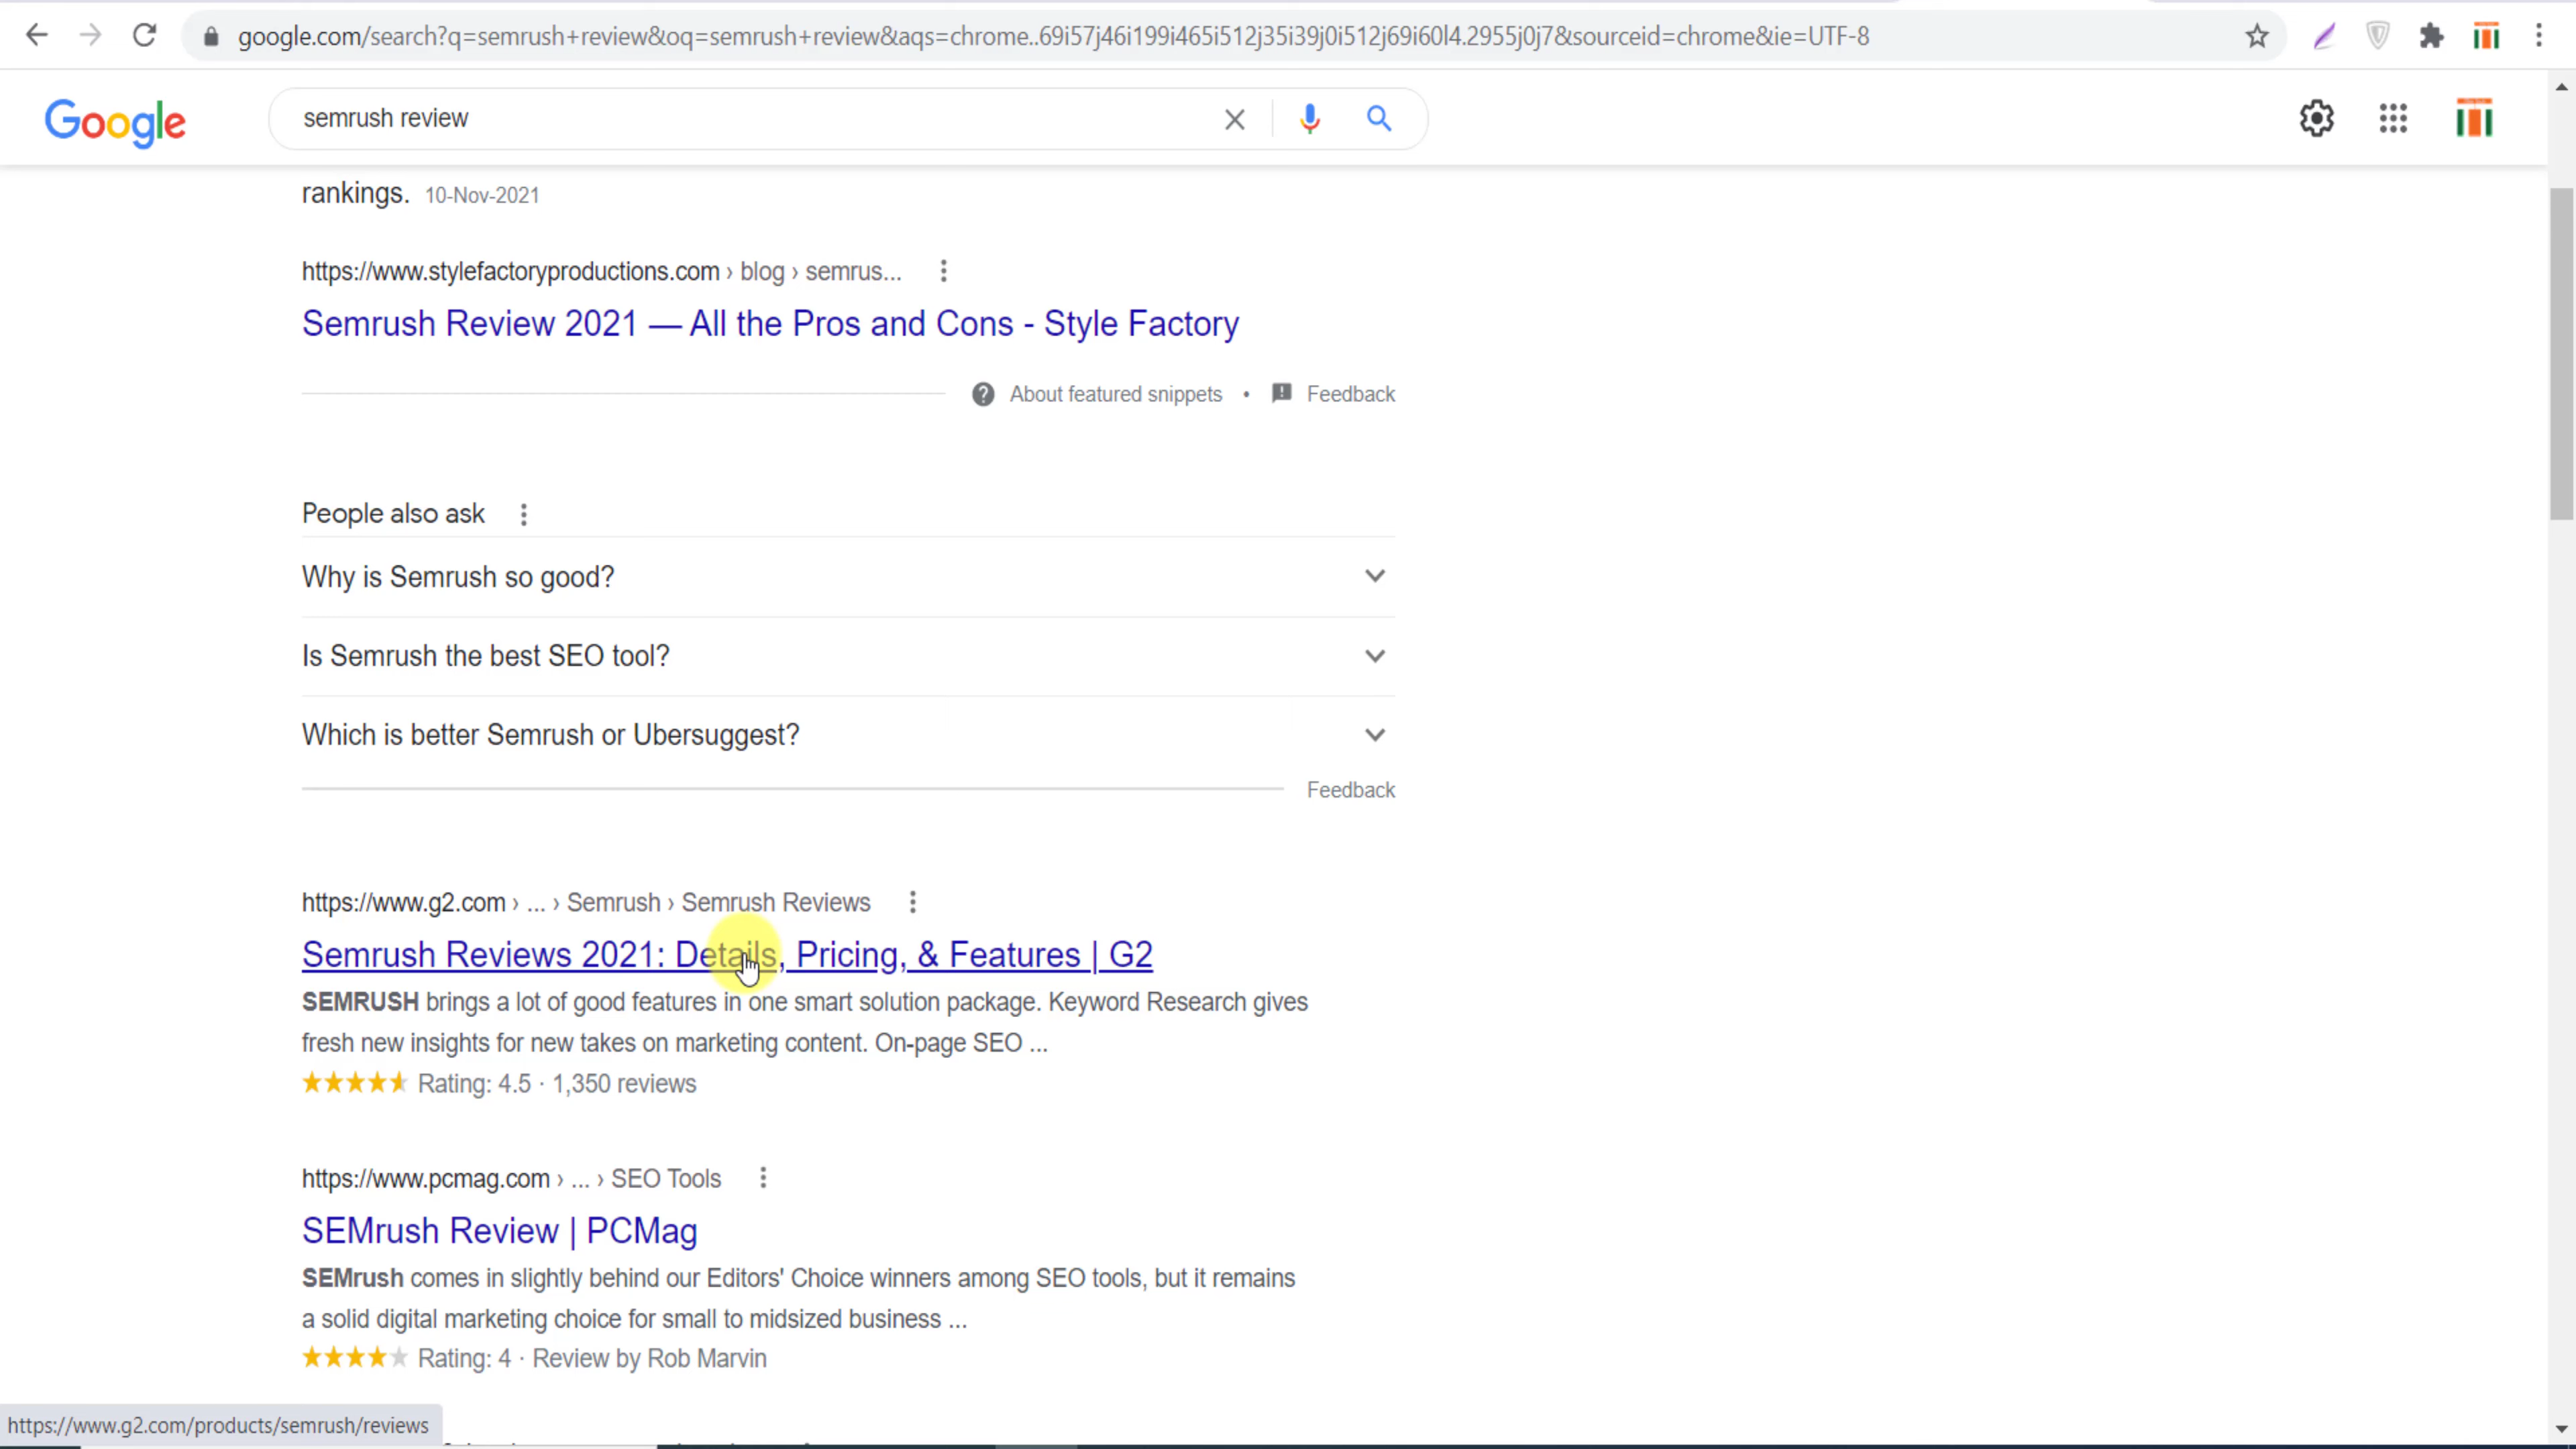 google.com/search?q=semrush+review&oq=semrush+review&aqs=chrome..69i57j46i199i465i512j35i39j0i512j69i60l4.2955j0j7&sourceid=chrome&ie=UTF-8
Google
semrush review
rankings. 10-Nov-2021
https://www.stylefactoryproductions.com › blog › semrus...
Semrush Review 2021 — All the Pros and Cons - Style Factory
About featured snippets • Feedback
People also ask
Why is Semrush so good?
Is Semrush the best SEO tool?
Which is better Semrush or Ubersuggest?
Feedback
https://www.g2.com › ... › Semrush › Semrush Reviews
Semrush Reviews 2021: Details, Pricing, & Features | G2
SEMRUSH brings a lot of good features in one smart solution package. Keyword Research gives
fresh new insights for new takes on marketing content. On-page SEO ...
Rating: 4.5 · 1,350 reviews
https://www.pcmag.com › ... › SEO Tools
SEMrush Review | PCMag
SEMrush comes in slightly behind our Editors' Choice winners among SEO tools, but it remains
a solid digital marketing choice for small to midsized business ...
Rating: 4 · Review by Rob Marvin
https://www.g2.com/products/semrush/reviews